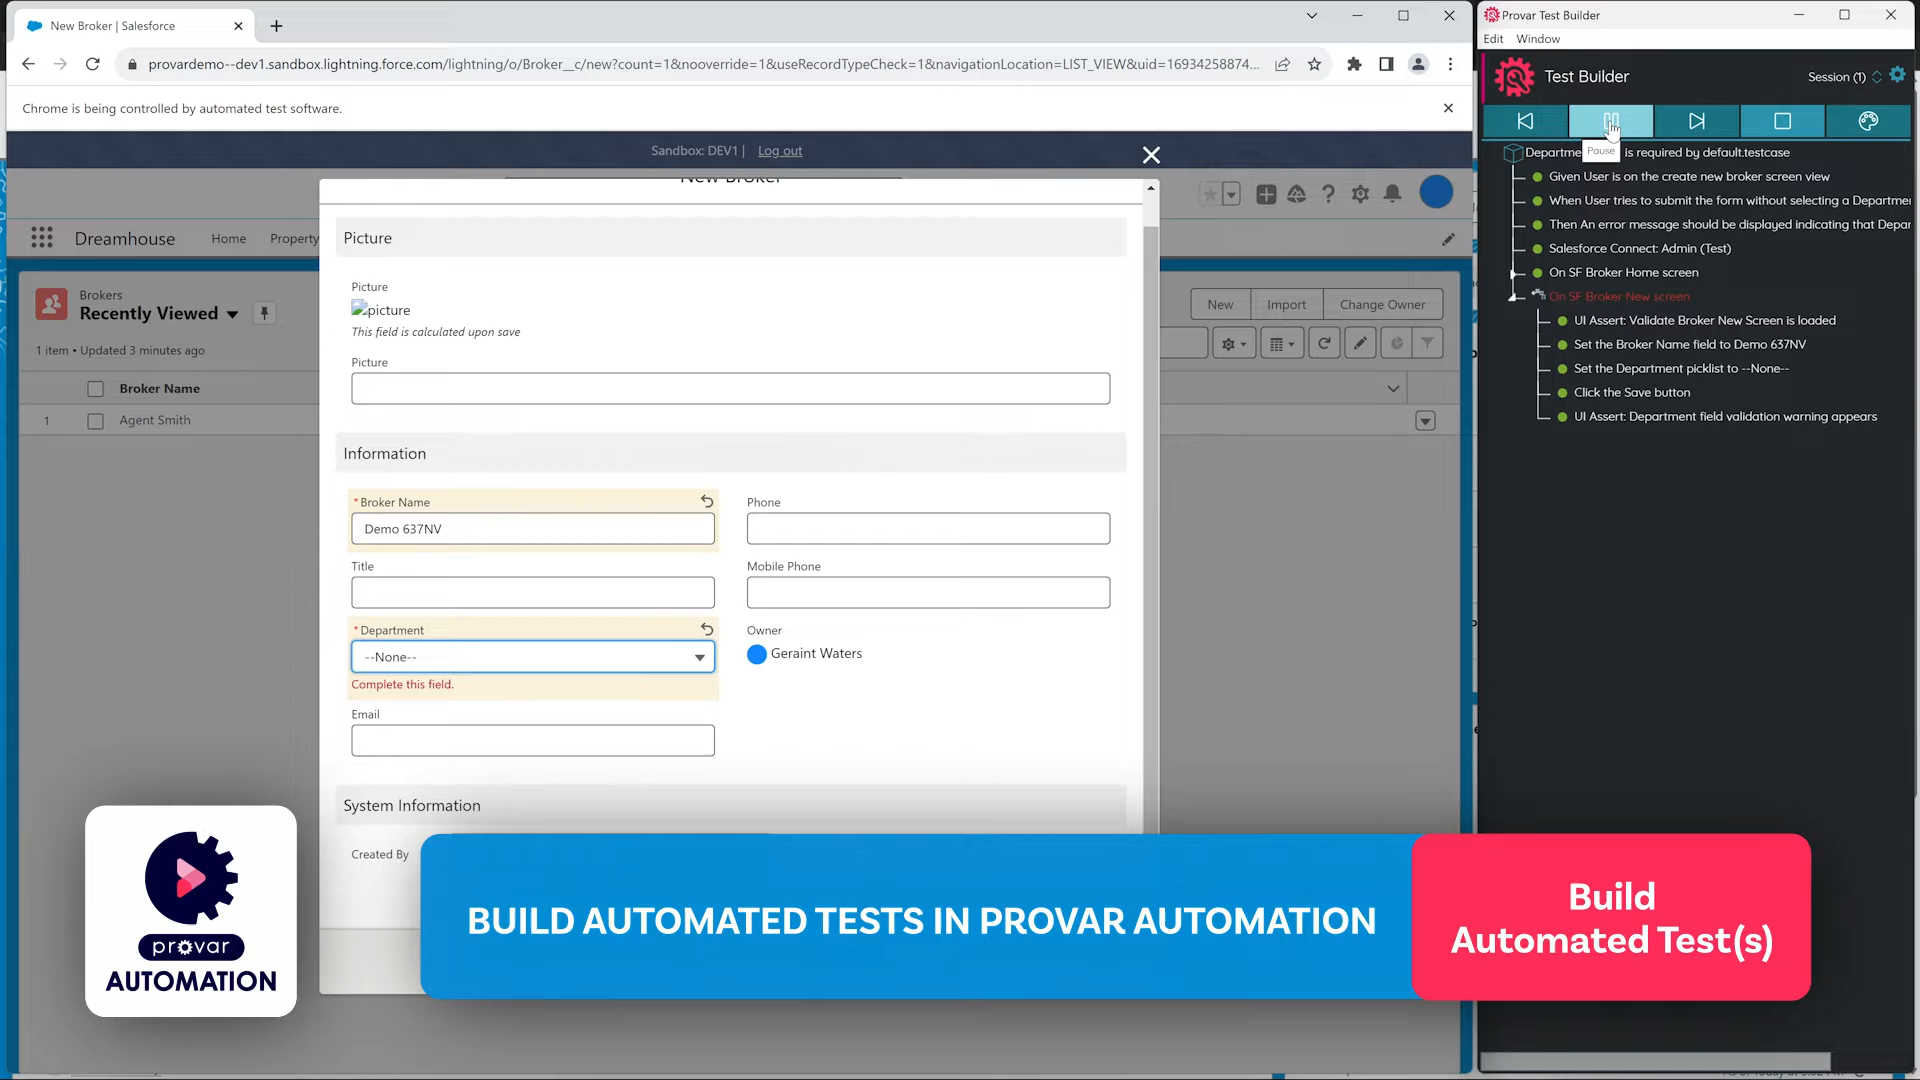 New Broker | Salesforce
provardemo--dev1.sandbox.lightning.force.com/lightning/o/Broker__c/new?count=1&nooverride=1&useRecordTypeCheck=1&navigationLocation=LIST_VIEW&uid=16934258874...
Chrome is being controlled by automated test software.
Sandbox: DEV1 | Log out
New Broker
Dreamhouse
Home
Property
Brokers
Recently Viewed
1 item • Updated 3 minutes ago
New
Import
Change Owner
Broker Name
1
Agent Smith
Picture
Picture
picture
This field is calculated upon save
Picture
Information
*Broker Name
Demo 637NV
Phone
Title
Mobile Phone
*Department
--None--
Complete this field.
Owner
Geraint Waters
Email
System Information
Created By
Provar Test Builder
Edit Window
Test Builder
Session (1)
Pause
Departme is required by default.testcase
Given User is on the create new broker screen view
When User tries to submit the form without selecting a Departme
Then An error message should be displayed indicating that Depar
Salesforce Connect: Admin (Test)
On SF Broker Home screen
On SF Broker New screen
UI Assert: Validate Broker New Screen is loaded
Set the Broker Name field to Demo 637NV
Set the Department picklist to --None--
Click the Save button
UI Assert: Department field validation warning appears
provar
AUTOMATION
BUILD AUTOMATED TESTS IN PROVAR AUTOMATION
Build
Automated Test(s)